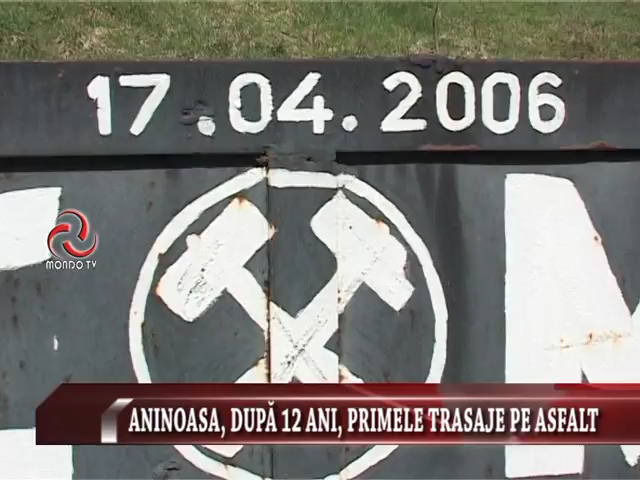 17.04.2006
MONDO TV
M
ANINOASA, DUPĂ 12 ANI, PRIMELE TRASAJE PE ASFALT